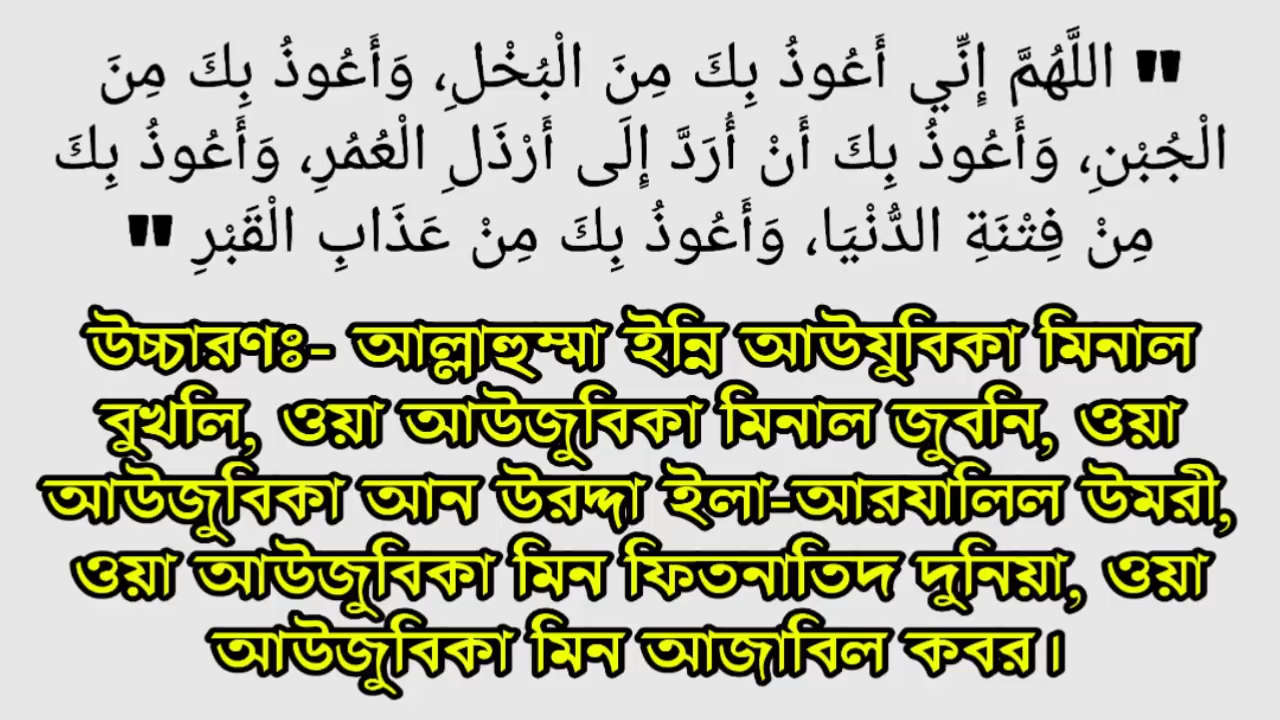 " اللَّهُمَّ إِنِّي أَعُوذُ بِكَ مِنَ الْبُخْلِ، وَأَعُوذُ بِكَ مِنَ
الْجُبْنِ، وَأَعُوذُ بِكَ أَنْ أُرَدَّ إِلَى أَرْذَلِ الْعُمُرِ، وَأَعُوذُ بِكَ
مِنْ فِتْنَةِ الدُّنْيَا، وَأَعُوذُ بِكَ مِنْ عَذَابِ الْقَبْرِ "
উচ্চারণঃ- আল্লাহুম্মা ইন্নি আউযুবিকা মিনাল
বুখলি, ওয়া আউজুবিকা মিনাল জুবনি, ওয়া
আউজুবিকা আন উরদ্দা ইলা-আরযালিল উমরী,
ওয়া আউজুবিকা মিন ফিতনাতিদ দুনিয়া, ওয়া
আউজুবিকা মিন আজাবিল কবর।